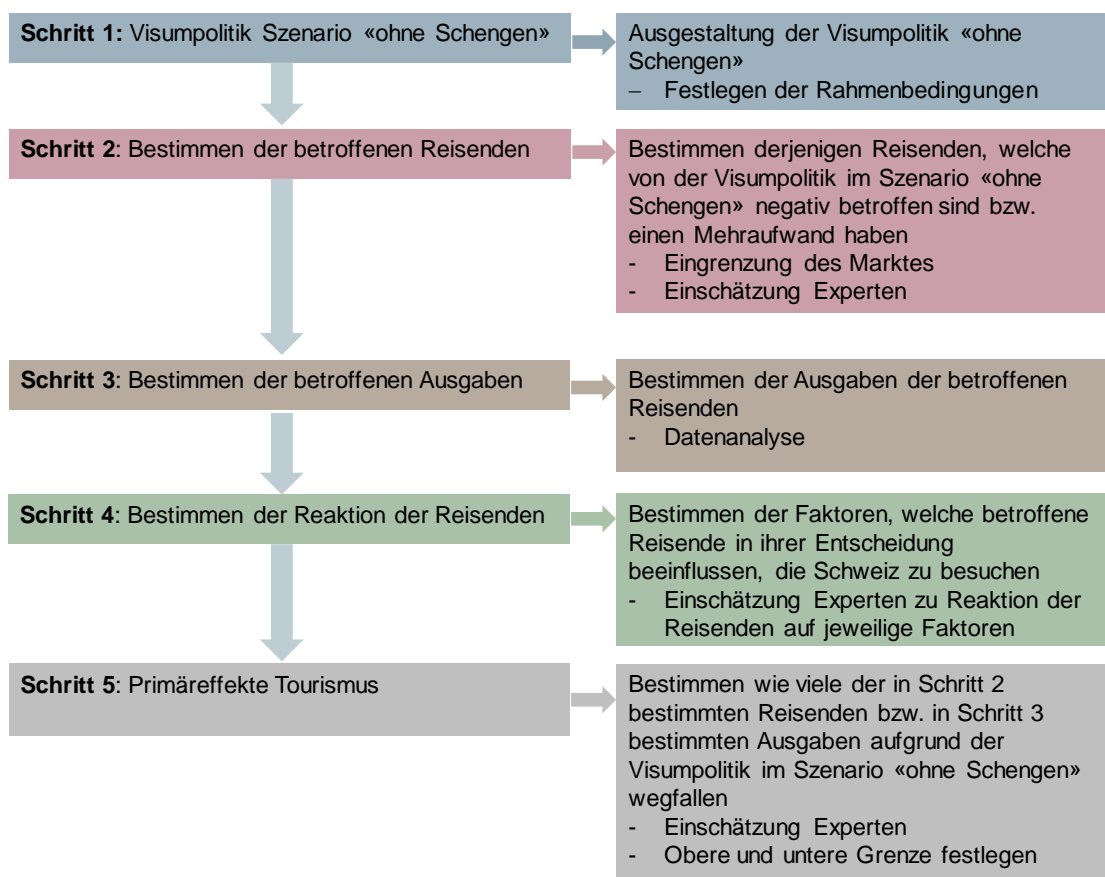 Schritt 1: Visumpolitik Szenario «ohne Schengen»
Ausgestaltung der Visumpolitik «ohne
Schengen»
– Festlegen der Rahmenbedingungen
Schritt 2: Bestimmen der betroffenen Reisenden
Bestimmen derjenigen Reisenden, welche
von der Visumpolitik im Szenario «ohne
Schengen» negativ betroffen sind bzw.
einen Mehraufwand haben
- Eingrenzung des Marktes
- Einschätzung Experten
Schritt 3: Bestimmen der betroffenen Ausgaben
Bestimmen der Ausgaben der betroffenen
Reisenden
- Datenanalyse
Schritt 4: Bestimmen der Reaktion der Reisenden
Bestimmen der Faktoren, welche betroffene
Reisende in ihrer Entscheidung
beeinflussen, die Schweiz zu besuchen
- Einschätzung Experten zu Reaktion der
Reisenden auf jeweilige Faktoren
Schritt 5: Primäreffekte Tourismus
Bestimmen wie viele der in Schritt 2
bestimmten Reisenden bzw. in Schritt 3
bestimmten Ausgaben aufgrund der
Visumpolitik im Szenario «ohne Schengen»
wegfallen
- Einschätzung Experten
- Obere und untere Grenze festlegen